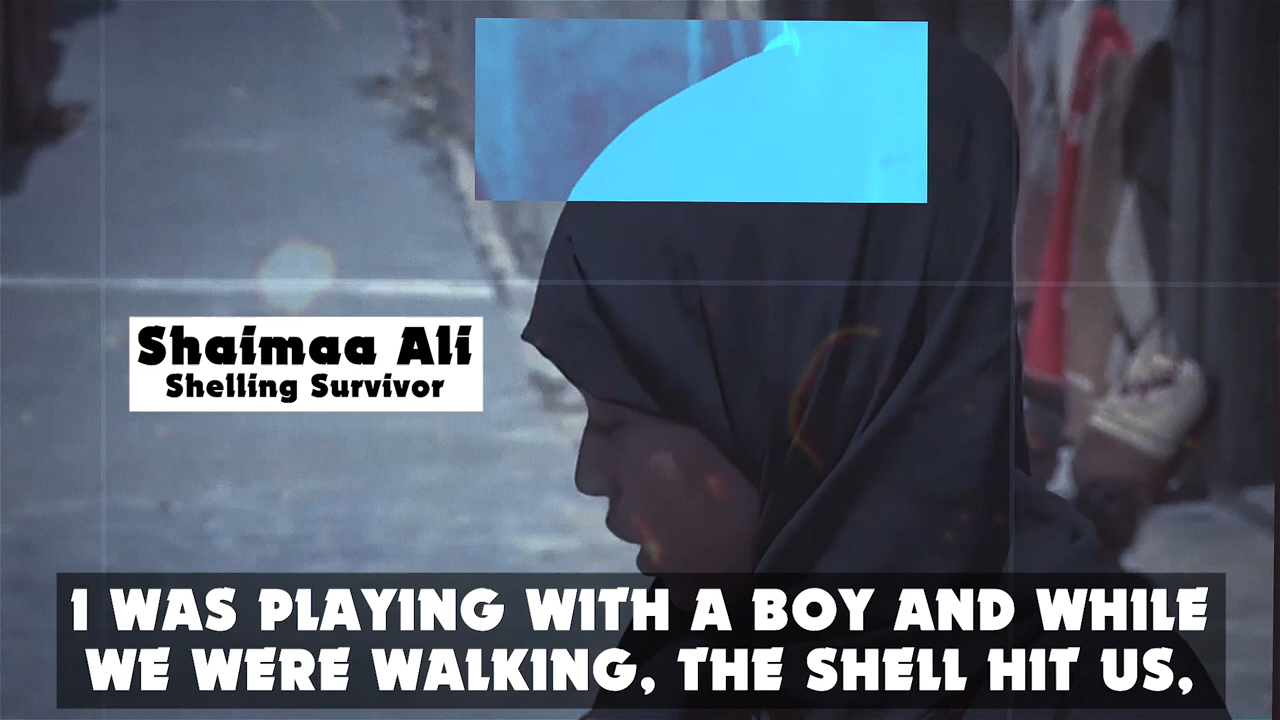 Shaimaa Ali
Shelling Survivor
I WAS PLAYING WITH A BOY AND WHILE
WE WERE WALKING, THE SHELL HIT US,